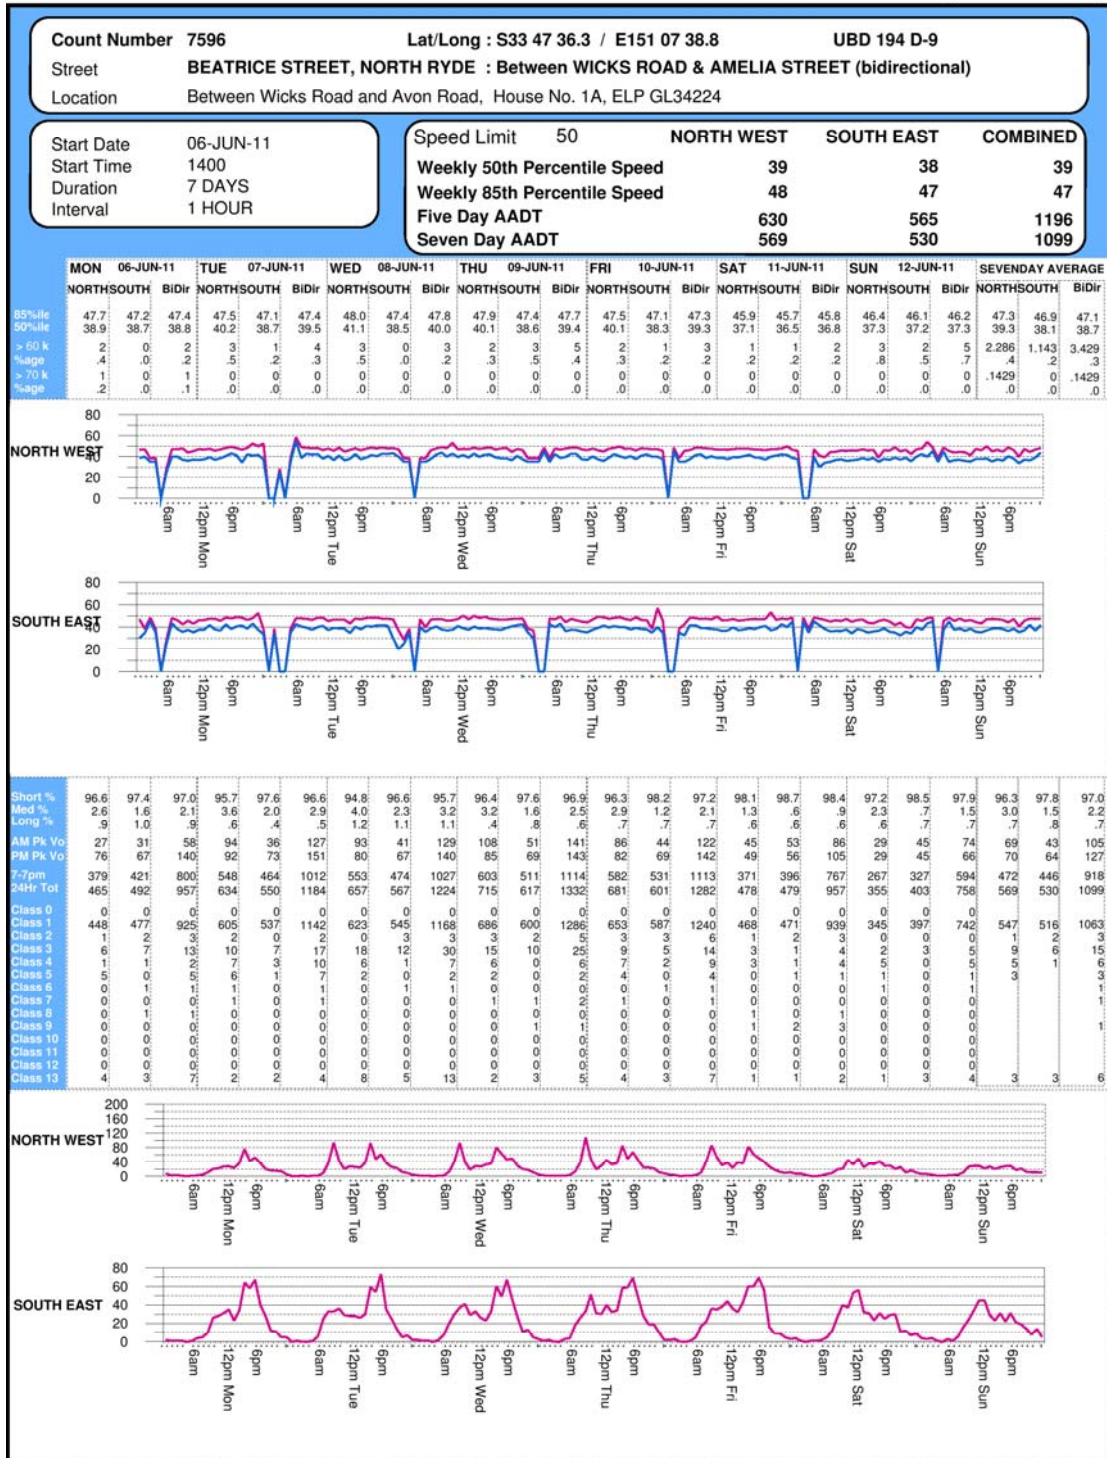 Count Number 7596 Lat/Long : S33 47 36.3 / E151 07 38.8 UBD 194 D-9
Street BEATRICE STREET, NORTH RYDE : Between WICKS ROAD & AMELIA STREET (bidirectional)
Location Between Wicks Road and Avon Road, House No. 1A, ELP GL34224
Start Date 06-JUN-11
Start Time 1400
Duration 7 DAYS
Interval 1 HOUR
Speed Limit 50 NORTH WEST SOUTH EAST COMBINED
Weekly 50th Percentile Speed 39 38 39
Weekly 85th Percentile Speed 48 47 47
Five Day AADT 630 565 1196
Seven Day AADT 569 530 1099
MON 06-JUN-11 TUE 07-JUN-11 WED 08-JUN-11 THU 09-JUN-11 FRI 10-JUN-11 SAT 11-JUN-11 SUN 12-JUN-11 SEVENDAY AVERAGE
NORTH SOUTH BiDir NORTH SOUTH BiDir NORTH SOUTH BiDir NORTH SOUTH BiDir NORTH SOUTH BiDir NORTH SOUTH BiDir NORTH SOUTH BiDir NORTH SOUTH BiDir
85%ile 47.7 47.2 47.4 47.5 47.1 47.4 48.0 47.4 47.8 47.9 47.4 47.7 47.5 47.1 47.3 45.9 45.7 45.8 46.4 46.1 46.2 47.3 46.9 47.1
50%ile 38.9 38.7 38.8 40.2 38.7 39.5 41.1 38.5 40.0 40.1 38.6 39.4 40.1 38.3 39.3 37.1 36.5 36.8 37.3 37.2 37.3 39.3 38.1 38.7
> 60 k 2 0 2 3 1 4 3 0 3 2 3 5 2 1 3 1 1 2 3 2 5 2.286 1.143 3.429
%age .4 .0 .2 .5 .2 .3 .5 .0 .2 .3 .5 .4 .3 .2 .2 .2 .2 .2 .8 .5 .7 .4 .2 .3
> 70 k 1 0 1 0 0 0 0 0 0 0 0 0 0 0 0 0 0 0 0 0 0 .1429 0 .1429
%age .2 .0 .1 .0 .0 .0 .0 .0 .0 .0 .0 .0 .0 .0 .0 .0 .0 .0 .0 .0 .0 .0 .0 .0
NORTH WEST
80
60
40
20
0
6am 12pm Mon 6pm 6am 12pm Tue 6pm 6am 12pm Wed 6pm 6am 12pm Thu 6pm 6am 12pm Fri 6pm 6am 12pm Sat 6pm 6am 12pm Sun 6pm
SOUTH EAST
80
60
40
20
0
6am 12pm Mon 6pm 6am 12pm Tue 6pm 6am 12pm Wed 6pm 6am 12pm Thu 6pm 6am 12pm Fri 6pm 6am 12pm Sat 6pm 6am 12pm Sun 6pm
Short % 96.6 97.4 97.0 95.7 97.6 96.6 94.8 96.6 95.7 96.4 97.6 96.9 96.3 98.2 97.2 98.1 98.7 98.4 97.2 98.5 97.9 96.3 97.8 97.0
Med % 2.6 1.6 2.1 3.6 2.0 2.9 4.0 2.3 3.2 3.2 1.6 2.5 2.9 1.2 2.1 1.3 .6 .9 2.3 .7 1.5 3.0 1.5 2.2
Long % .9 1.0 .9 .6 .4 .5 1.2 1.1 1.1 .4 .8 .6 .7 .7 .7 .6 .6 .6 .6 .7 .7 .7 .8 .7
AM Pk Vo 27 31 58 94 36 127 93 41 129 108 51 141 86 44 122 45 53 86 29 45 74 69 43 105
PM Pk Vo 76 67 140 92 73 151 80 67 140 85 69 143 82 69 142 49 56 105 29 45 66 70 64 127
7-7pm 379 421 800 548 464 1012 553 474 1027 603 511 1114 582 531 1113 371 396 767 267 327 594 472 446 918
24Hr Tot 465 492 957 634 550 1184 657 567 1224 715 617 1332 681 601 1282 478 479 957 355 403 758 569 530 1099
Class 0 0 0 0 0 0 0 0 0 0 0 0 0 0 0 0 0 0 0 0 0 0
Class 1 448 477 925 605 537 1142 623 545 1168 686 600 1286 653 587 1240 468 471 939 345 397 742 547 516 1063
Class 2 1 2 3 2 0 2 0 3 3 3 2 5 3 3 6 1 2 3 0 0 0 1 2 3
Class 3 6 7 13 10 7 17 18 12 30 15 10 25 9 5 14 3 1 4 2 3 5 9 6 15
Class 4 1 1 2 7 3 10 6 1 7 6 0 6 7 2 9 3 1 4 5 0 5 5 1 6
Class 5 5 0 5 6 1 7 2 0 2 2 0 2 4 0 4 0 1 1 1 0 1 3 3
Class 6 0 1 1 1 0 1 0 1 1 0 0 0 0 1 1 0 0 0 1 0 1 1
Class 7 0 0 0 1 0 1 0 0 0 1 1 2 1 0 1 0 0 0 0 0 0 1
Class 8 0 1 1 0 0 0 0 0 0 0 0 0 0 0 0 1 0 1 0 0 0
Class 9 0 0 0 0 0 0 0 0 0 0 1 1 0 0 0 1 2 3 0 0 0 1
Class 10 0 0 0 0 0 0 0 0 0 0 0 0 0 0 0 0 0 0 0 0 0
Class 11 0 0 0 0 0 0 0 0 0 0 0 0 0 0 0 0 0 0 0 0 0
Class 12 0 0 0 0 0 0 0 0 0 0 0 0 0 0 0 0 0 0 0 0 0
Class 13 4 3 7 2 2 4 8 5 13 2 3 5 4 3 7 1 1 2 1 3 4 3 3 6
NORTH WEST
200
160
120
80
40
0
6am 12pm Mon 6pm 6am 12pm Tue 6pm 6am 12pm Wed 6pm 6am 12pm Thu 6pm 6am 12pm Fri 6pm 6am 12pm Sat 6pm 6am 12pm Sun 6pm
SOUTH EAST
80
60
40
20
0
6am 12pm Mon 6pm 6am 12pm Tue 6pm 6am 12pm Wed 6pm 6am 12pm Thu 6pm 6am 12pm Fri 6pm 6am 12pm Sat 6pm 6am 12pm Sun 6pm